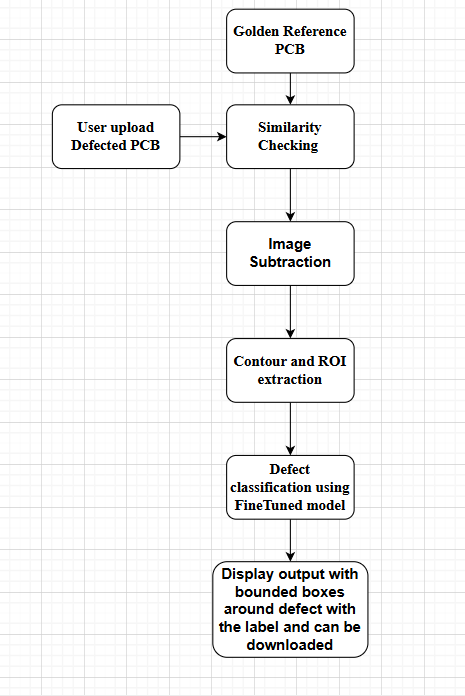 Golden Reference
PCB
User upload
Defected PCB
Similarity
Checking
Image
Subtraction
Contour and ROI
extraction
Defect
classification using
FineTuned model
Display output with
bounded boxes
around defect with
the label and can be
downloaded